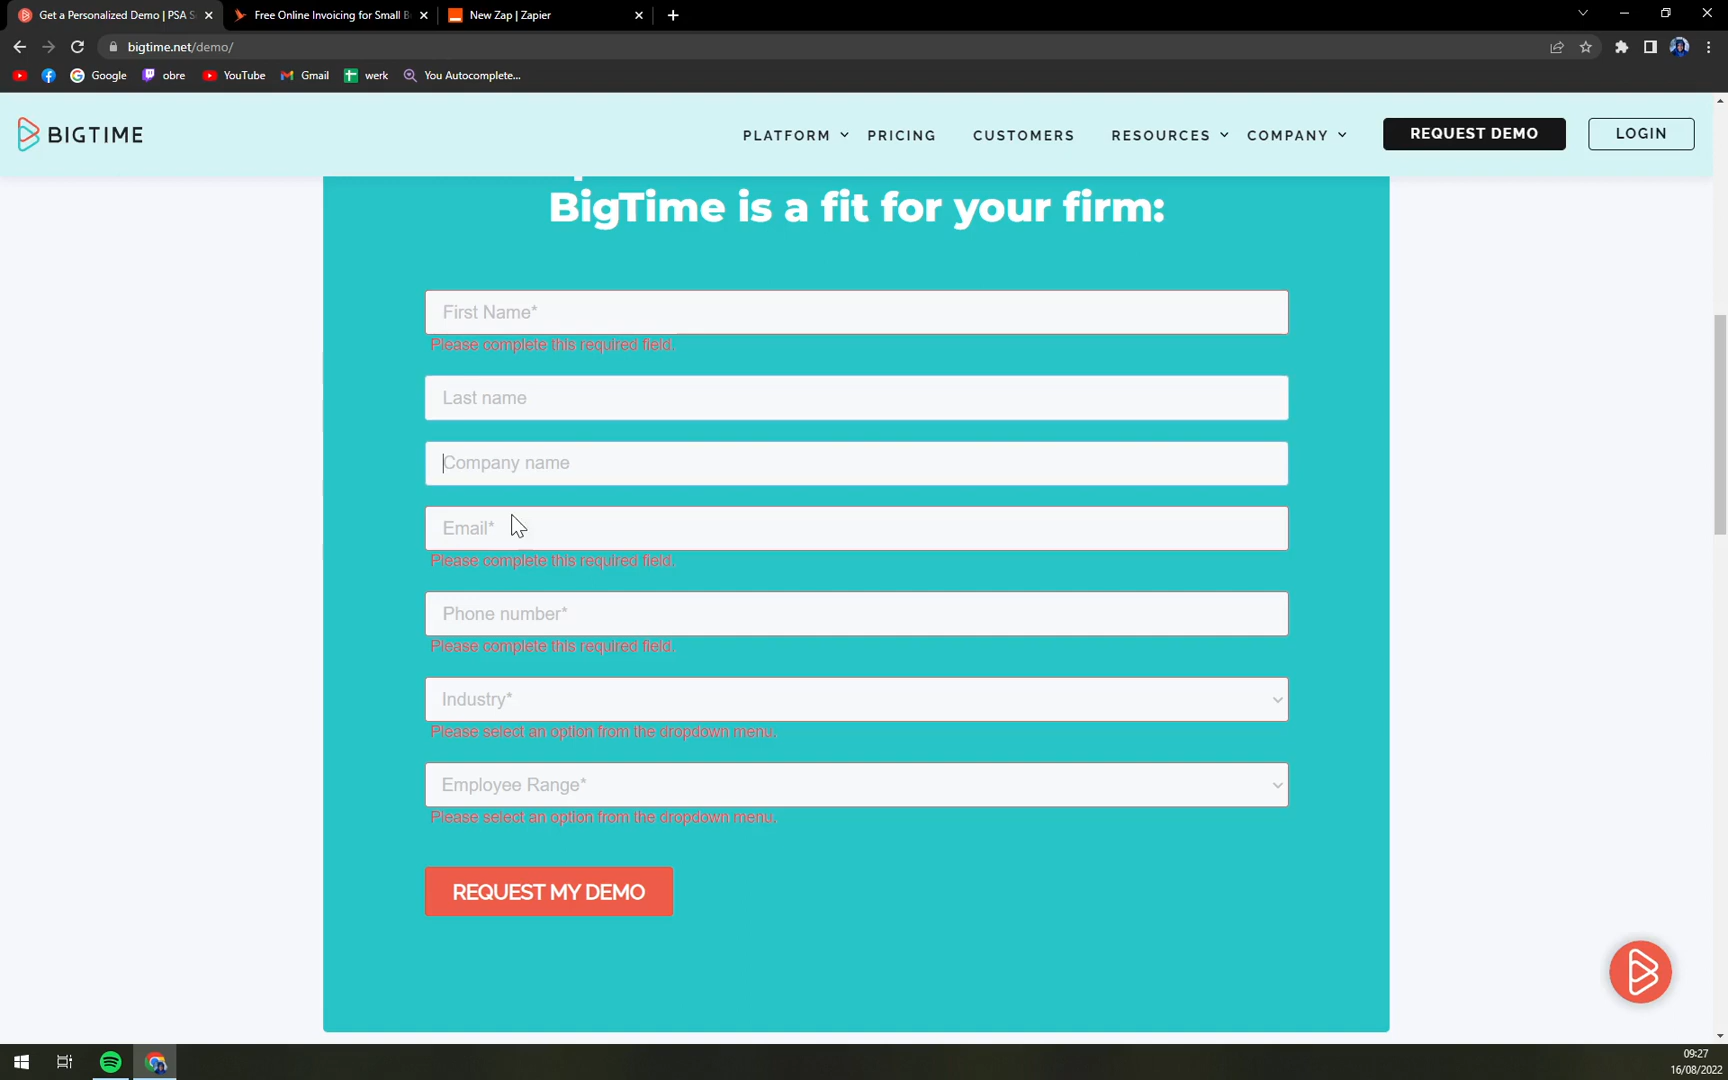 Get a Personalized Demo | PSA S
Free Online Invoicing for Small B
New Zap | Zapier
bigtime.net/demo/
Google
obre
YouTube
Gmail
werk
You Autocomplete...
BIGTIME
PLATFORM
PRICING
CUSTOMERS
RESOURCES
COMPANY
REQUEST DEMO
LOGIN
BigTime is a fit for your firm:
First Name*
Please complete this required field.
Last name
Company name
Email*
Please complete this required field.
Phone number*
Please complete this required field.
Industry*
Please select an option from the dropdown menu.
Employee Range*
Please select an option from the dropdown menu.
REQUEST MY DEMO
09:27
16/08/2022